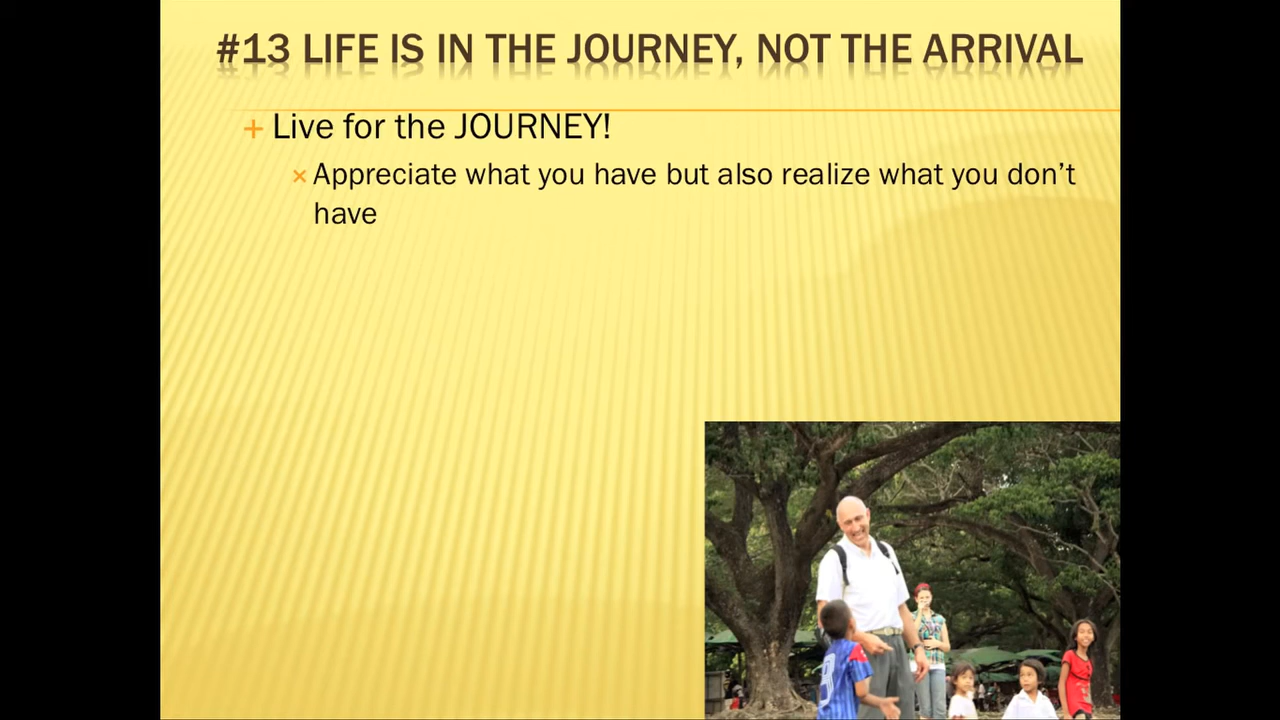 #13 LIFE IS IN THE JOURNEY, NOT THE ARRIVAL
Live for the JOURNEY!
Appreciate what you have but also realize what you don't
have
8